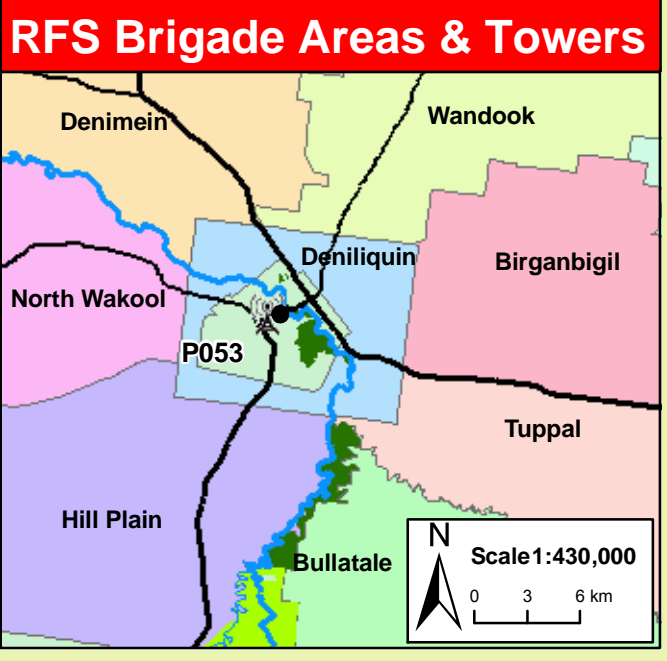 RFS Brigade Areas & Towers
Denimein
Wandook
Deniliquin
Birganbigil
North Wakool
P053
Tuppal
Hill Plain
Bullatale
N
Scale1:430,000
0 3 6 km